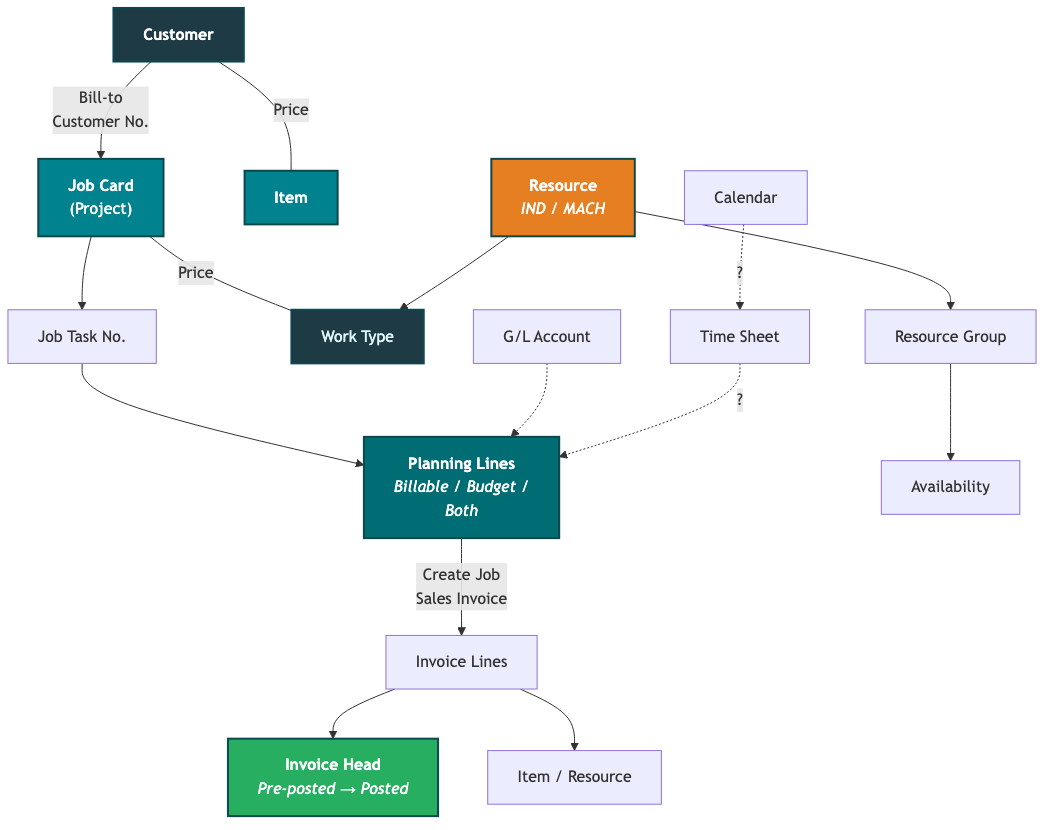 Customer
Bill-to
Customer No.
Price
Job Card
(Project)
Item
Resource
IND / MACH
Calendar
Price
?
Job Task No.
Work Type
G/L Account
Time Sheet
Resource Group
?
Planning Lines
Billable / Budget /
Both
Availability
Create Job
Sales Invoice
Invoice Lines
Invoice Head
Pre-posted → Posted
Item / Resource